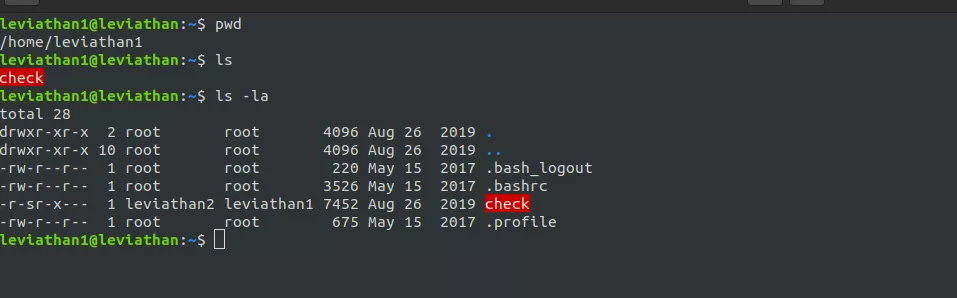 leviathan1@leviathan:~$ pwd
/home/leviathan1
leviathan1@leviathan:~$ ls
check
leviathan1@leviathan:~$ ls -la
total 28
drwxr-xr-x  2 root       root       4096 Aug 26  2019 .
drwxr-xr-x 10 root       root       4096 Aug 26  2019 ..
-rw-r--r--  1 root       root        220 May 15  2017 .bash_logout
-rw-r--r--  1 root       root       3526 May 15  2017 .bashrc
-r-sr-x---  1 leviathan2 leviathan1 7452 Aug 26  2019 check
-rw-r--r--  1 root       root        675 May 15  2017 .profile
leviathan1@leviathan:~$